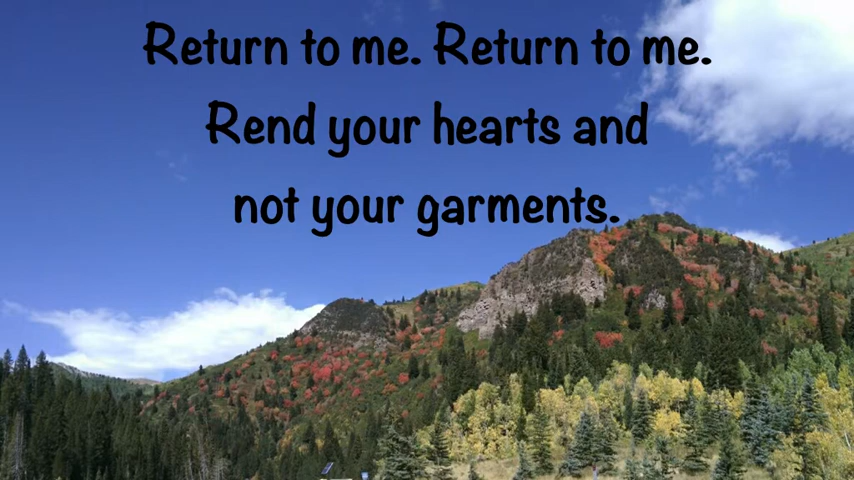 Return to me. Return to me.
Rend your hearts and
not your garments.